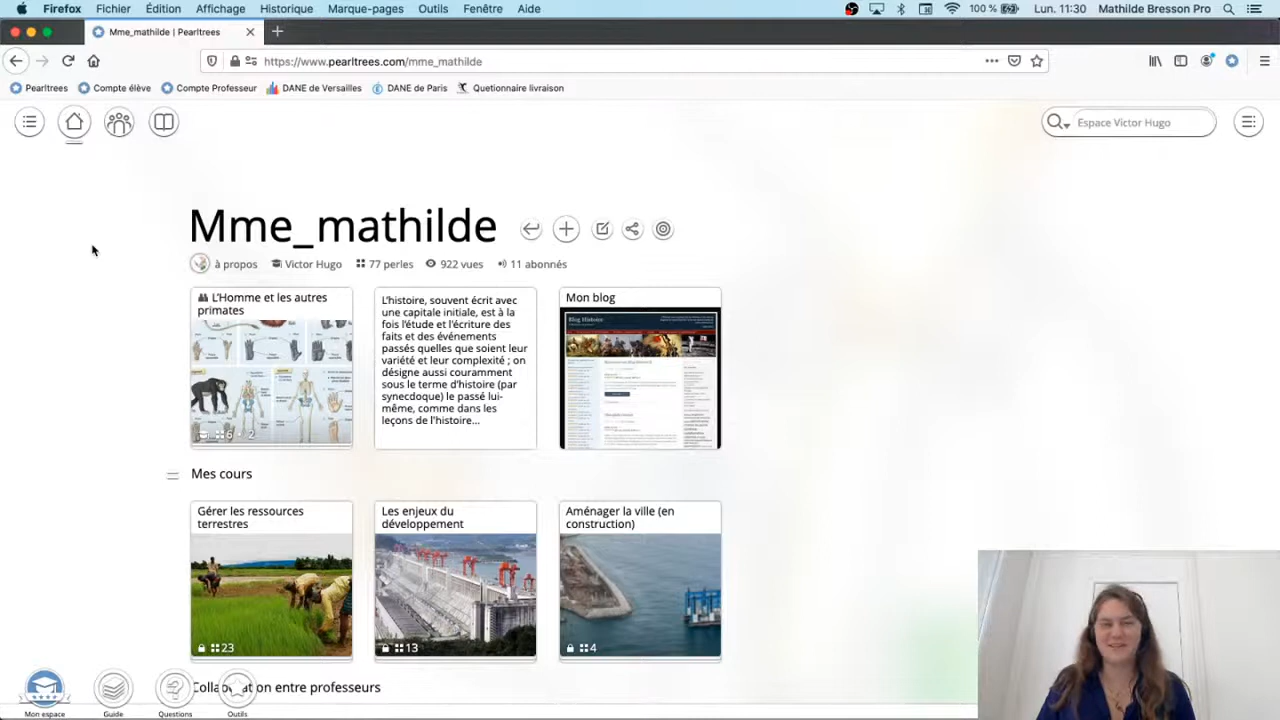 Firefox Fichier Édition Affichage Historique Marque-pages Outils Fenêtre Aide 100 % Lun. 11:30 Mathilde Bresson Pro
Mme_mathilde | Pearltrees
https://www.pearltrees.com/mme_mathilde
Pearltrees Compte élève Compte Professeur DANE de Versailles DANE de Paris Quetionnaire livraison
Espace Victor Hugo
Mme_mathilde
à propos Victor Hugo 77 perles 922 vues 11 abonnés
L'Homme et les autres
primates
6 2
L'histoire, souvent écrit avec
une capitale initiale, est à la
fois l'étude et l'écriture des
faits et des événements
passés quelles que soient leur
variété et leur complexité ; on
désigne aussi couramment
sous le terme d'histoire (par
synecdoque) le passé lui-
même, comme dans les
leçons de l'histoire...
Mon blog
Mes cours
Gérer les ressources
terrestres
23
Les enjeux du
développement
13
Aménager la ville (en
construction)
4
Collaboration entre professeurs
Mon espace Guide Questions Outils